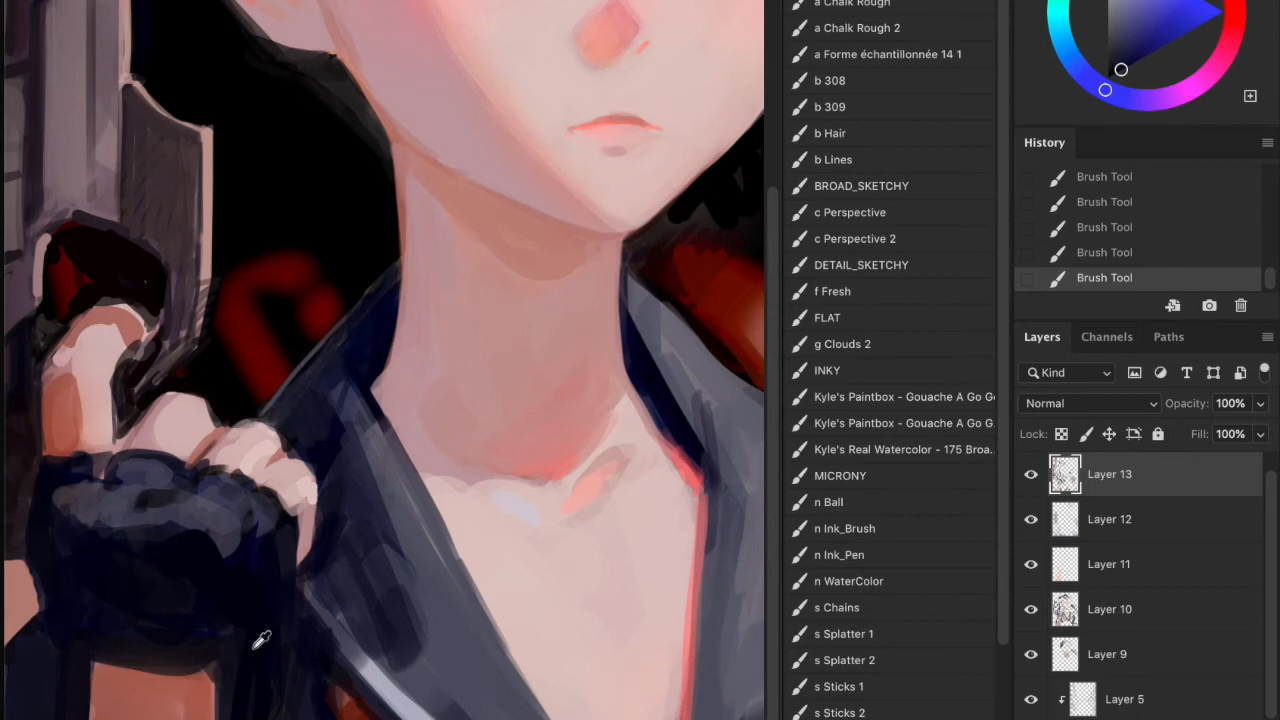 a Chalk Rough
a Chalk Rough 2
a Forme échantillonnée 14 1
b 308
b 309
b Hair
b Lines
BROAD_SKETCHY
c Perspective
c Perspective 2
DETAIL_SKETCHY
f Fresh
FLAT
g Clouds 2
INKY
Kyle's Paintbox - Gouache A Go G
Kyle's Paintbox - Gouache A Go G.
Kyle's Real Watercolor - 175 Broa...
MICRONY
n Ball
n Ink_Brush
n Ink_Pen
n WaterColor
s Chains
s Splatter 1
s Splatter 2
s Sticks 1
s Sticks 2
History
Brush Tool
Brush Tool
Brush Tool
Brush Tool
Brush Tool
Layers Channels Paths
Kind
Normal Opacity: 100%
Lock: Fill: 100%
Layer 13
Layer 12
Layer 11
Layer 10
Layer 9
Layer 5